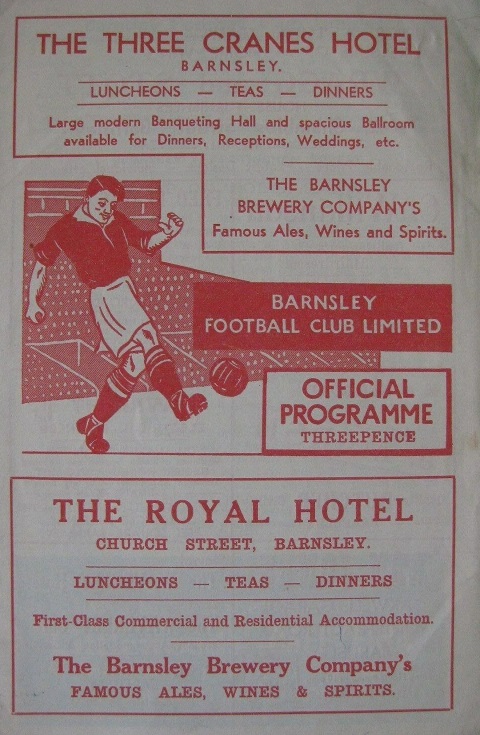 THE THREE CRANES HOTEL
BARNSLEY.
LUNCHEONS — TEAS — DINNERS
Large modern Banqueting Hall and spacious Ballroom
available for Dinners, Receptions, Weddings, etc.
THE BARNSLEY
BREWERY COMPANY'S
Famous Ales, Wines and Spirits.
BARNSLEY
FOOTBALL CLUB LIMITED
OFFICIAL
PROGRAMME
THREEPENCE
THE ROYAL HOTEL
CHURCH STREET, BARNSLEY.
LUNCHEONS — TEAS — DINNERS
First-Class Commercial and Residential Accommodation.
The Barnsley Brewery Company's
FAMOUS ALES, WINES & SPIRITS.